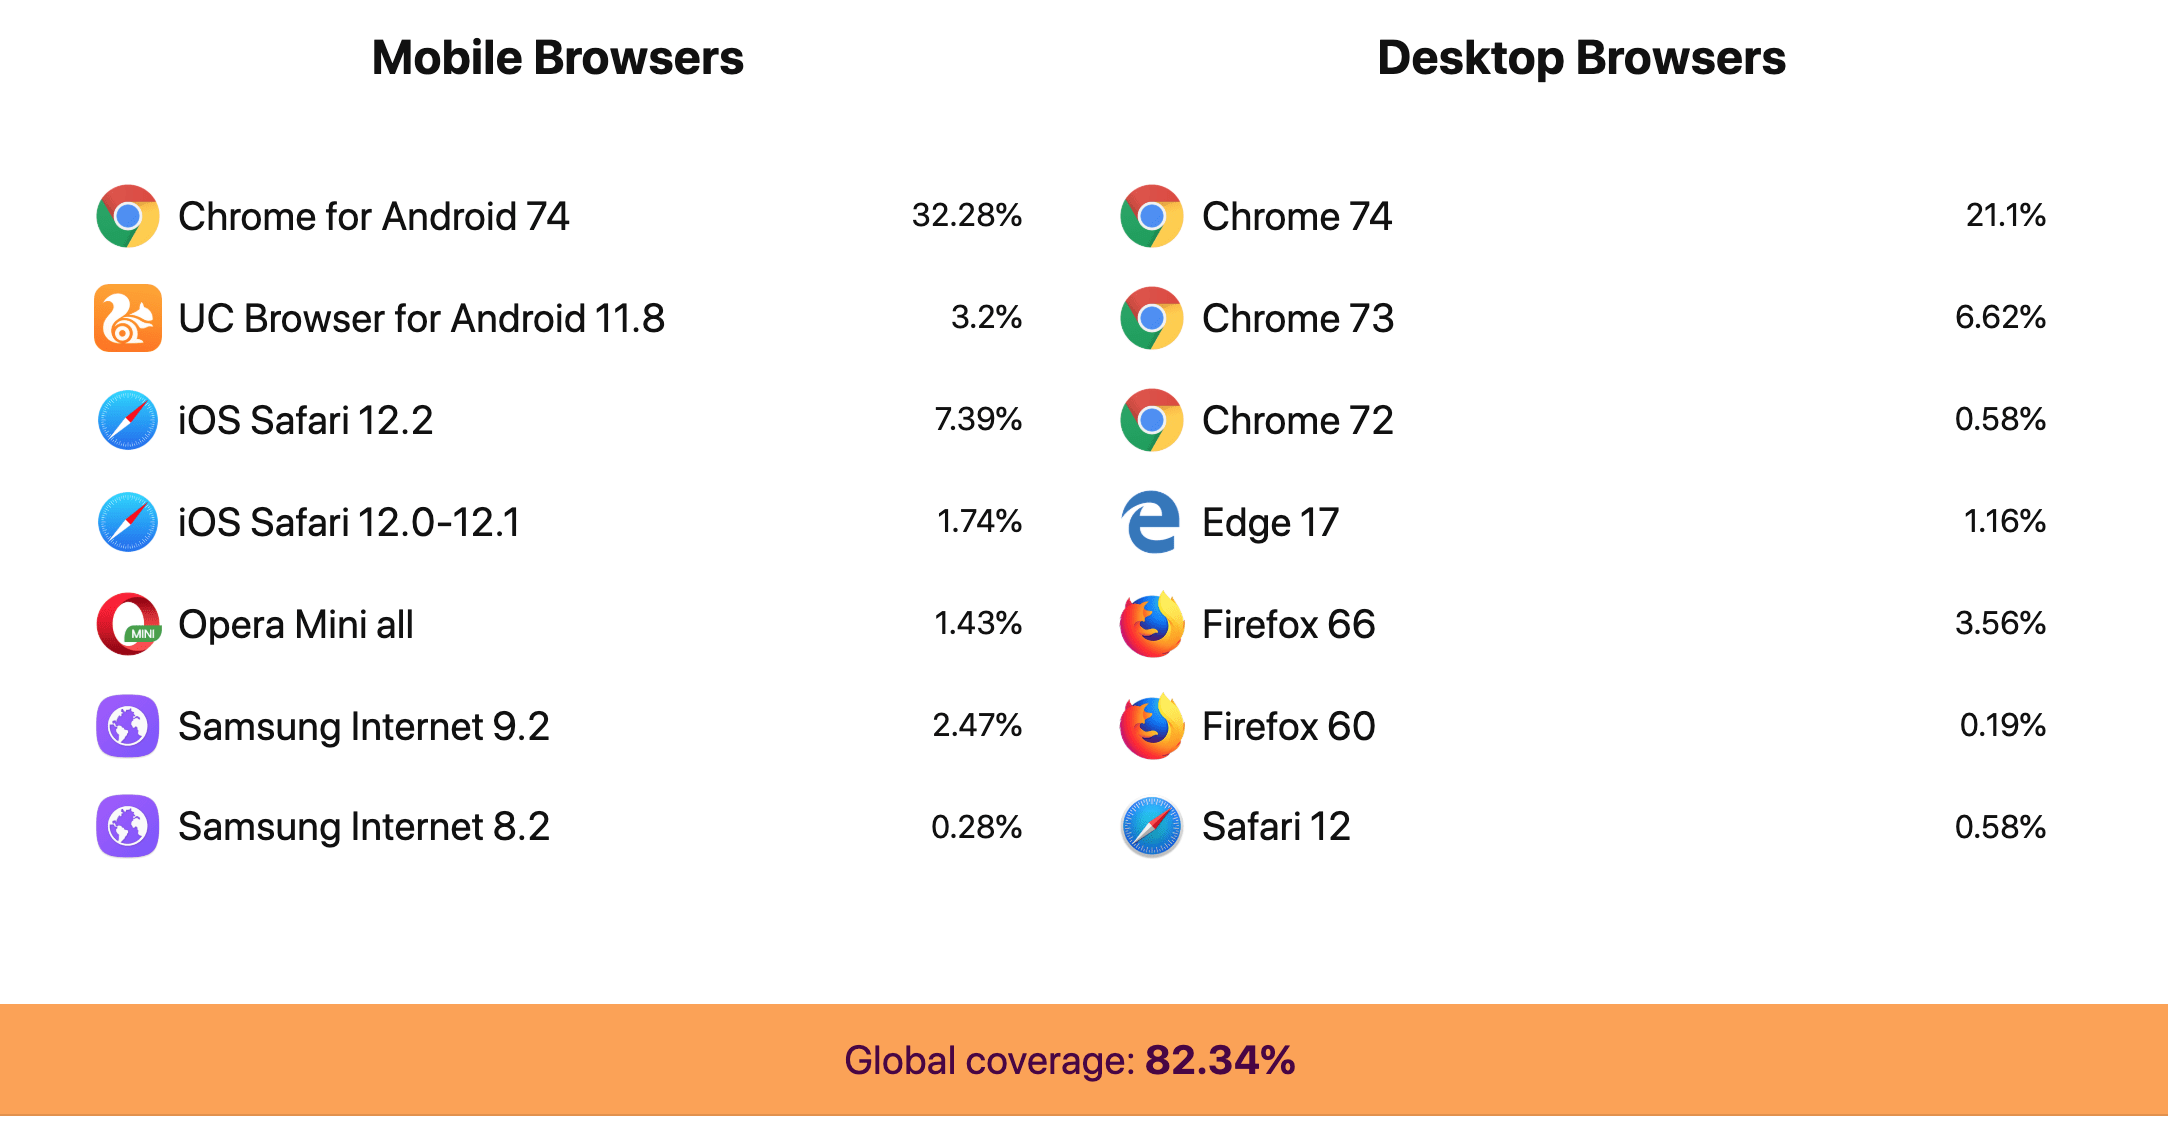 Mobile Browsers
Chrome for Android 74 32.28%
UC Browser for Android 11.8 3.2%
iOS Safari 12.2 7.39%
iOS Safari 12.0-12.1 1.74%
MINI Opera Mini all 1.43%
Samsung Internet 9.2 2.47%
Samsung Internet 8.2 0.28%
Desktop Browsers
Chrome 74 21.1%
Chrome 73 6.62%
Chrome 72 0.58%
Edge 17 1.16%
Firefox 66 3.56%
Firefox 60 0.19%
Safari 12 0.58%
Global coverage: 82.34%